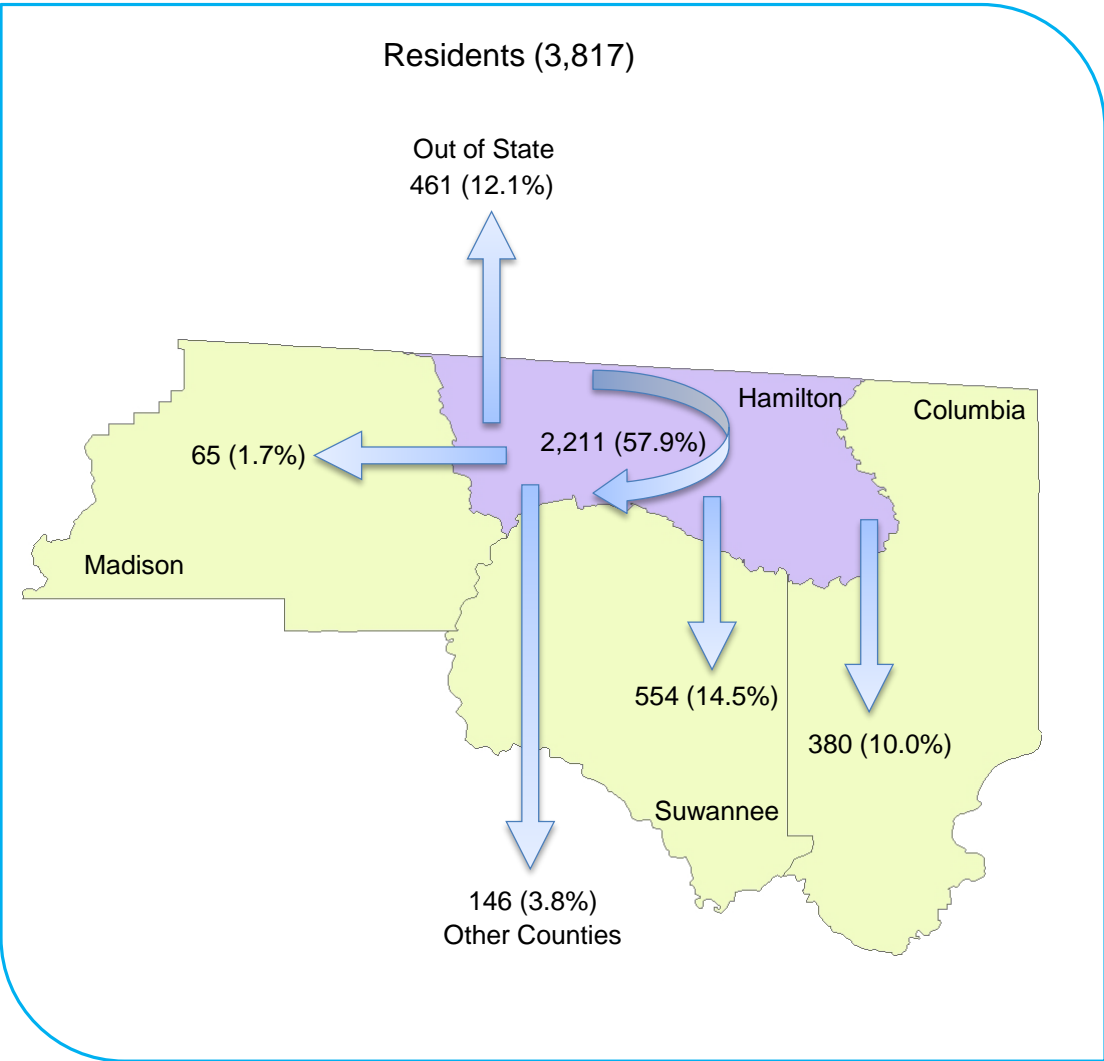 Residents (3,817)
Out of State
461 (12.1%)
Hamilton
Columbia
2,211 (57.9%)
65 (1.7%)
Madison
554 (14.5%)
380 (10.0%)
Suwannee
146 (3.8%)
Other Counties